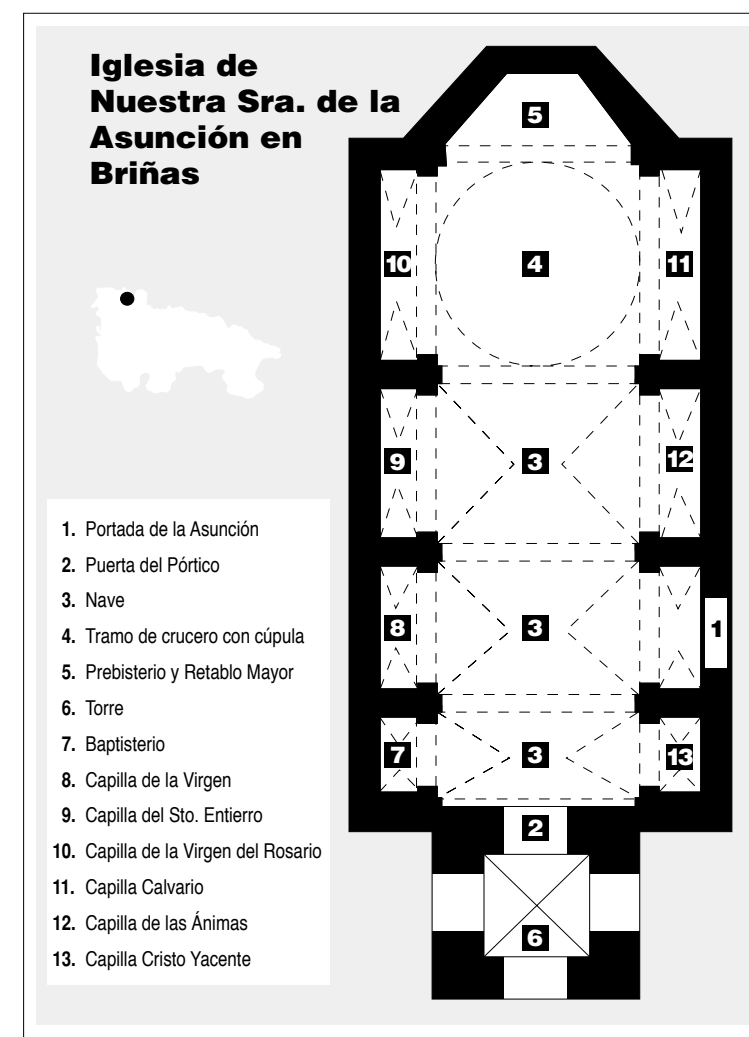 Iglesia de
Nuestra Sra. de la
Asunción en
Briñas
5
10
4
11
9
3
12
8
3
1
7
3
13
2
6
1. Portada de la Asunción
2. Puerta del Pórtico
3. Nave
4. Tramo de crucero con cúpula
5. Prebisterio y Retablo Mayor
6. Torre
7. Baptisterio
8. Capilla de la Virgen
9. Capilla del Sto. Entierro
10. Capilla de la Virgen del Rosario
11. Capilla Calvario
12. Capilla de las Ánimas
13. Capilla Cristo Yacente